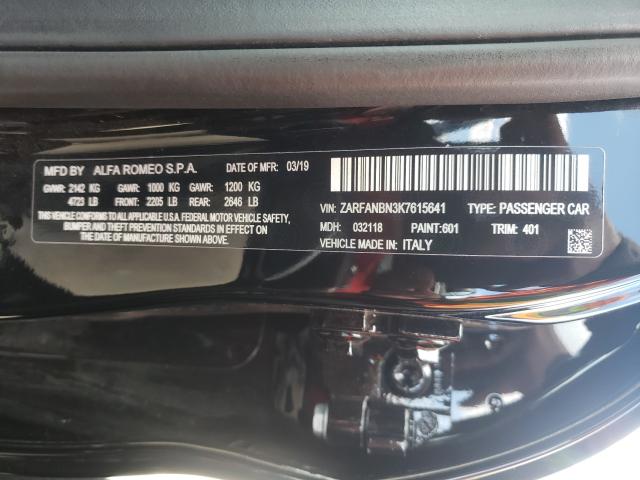 MFD BY ALFA ROMEO S.P.A. DATE OF MFR: 03/19
GVWR: 2142 KG GAWR: 1000 KG GAWR: 1200 KG
4723 LB FRONT: 2205 LB REAR: 2646 LB
THIS VEHICLE CONFORMS TO ALL APPLICABLE U.S.A. FEDERAL MOTOR VEHICLE SAFETY,
BUMPER AND THEFT PREVENTION STANDARDS IN EFFECT ON
THE DATE OF MANUFACTURE SHOWN ABOVE.
VIN: ZARFANBN3K7615641 TYPE: PASSENGER CAR
MDH: 032118 PAINT:601 TRIM: 401
VEHICLE MADE IN: ITALY